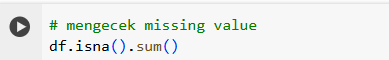 # mengecek missing value
df.isna().sum()